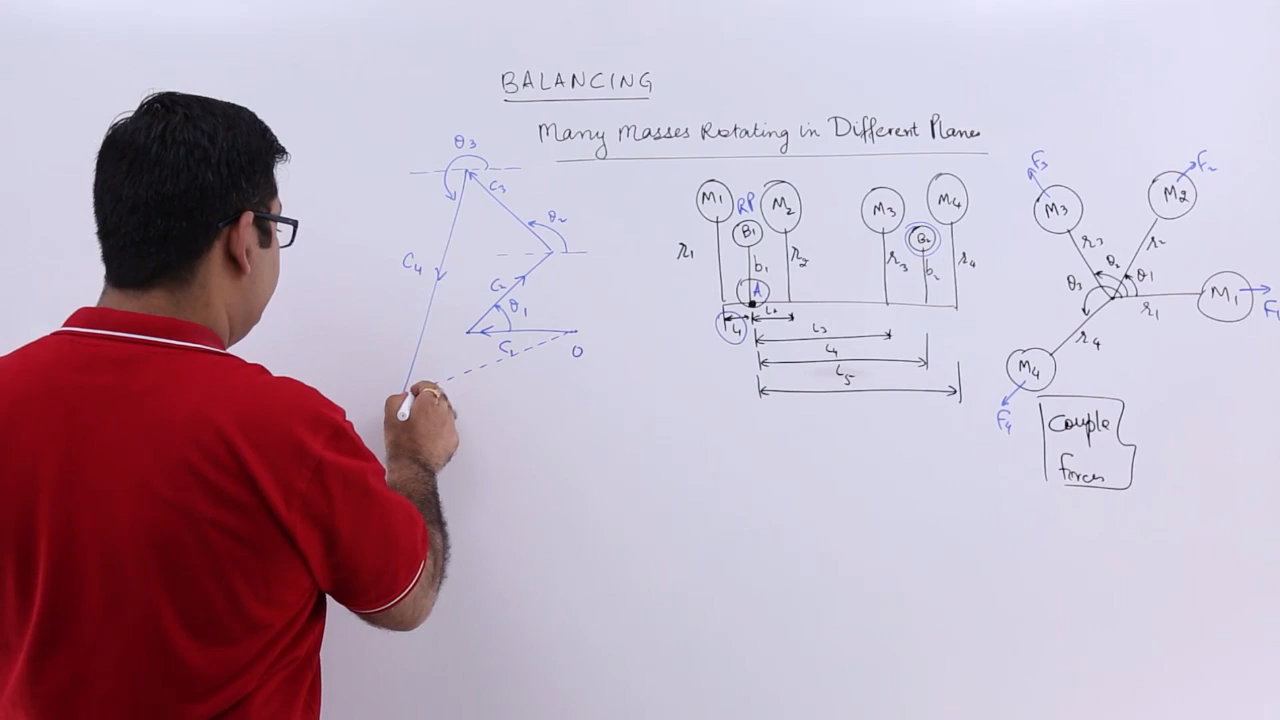 BALANCING
Many Masses Rotating in Different Planes
θ3
C3
θ2
C4
C2
θ1
C1
O
M1 RP M2 M3 M4
B1 B2
r1 b1 r2 r3 b2 r4
A
L1 L2
L3
L4
L5
F3 F2
M3 M2
r3 r2
θ2
θ3 θ1
M1 F1
r1
r4
M4
F4
Couple
forces